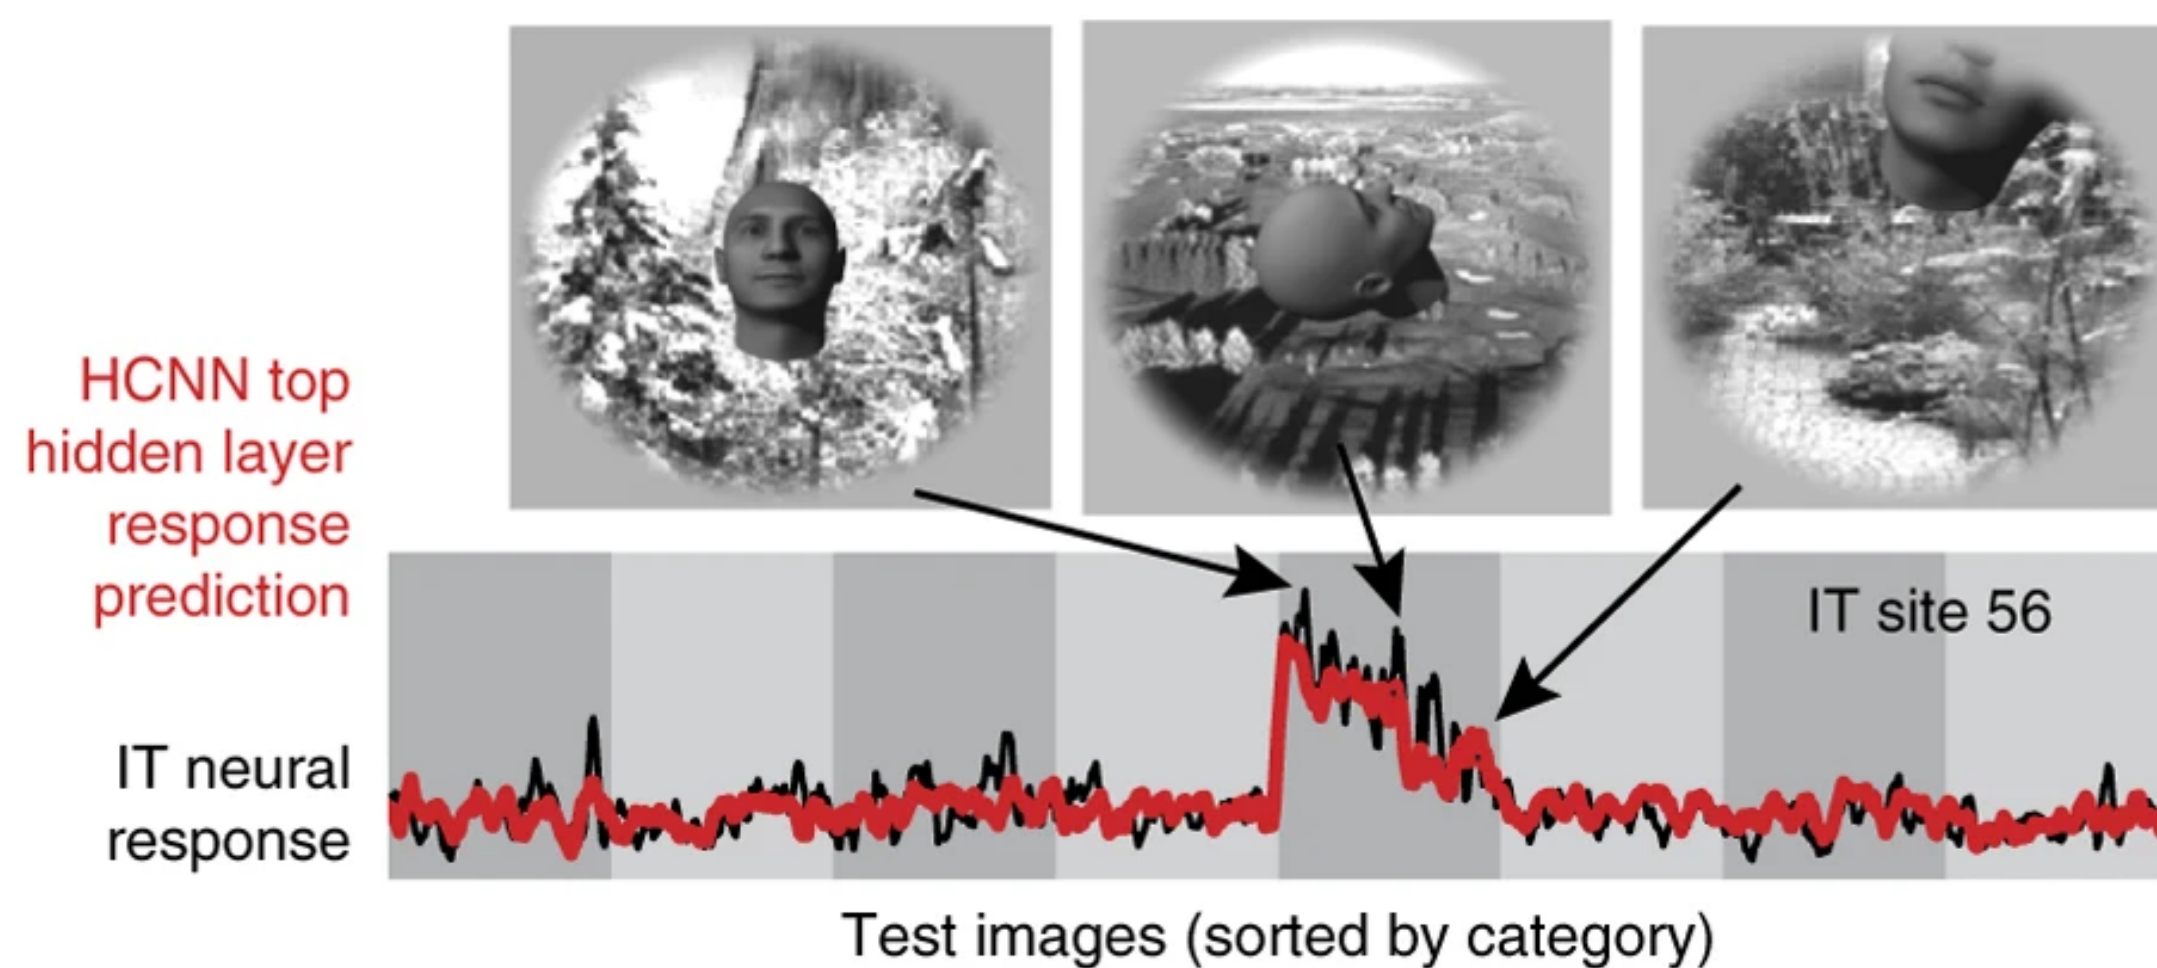 HCNN top
hidden layer
response
prediction
IT neural
response
IT site 56
Test images (sorted by category)